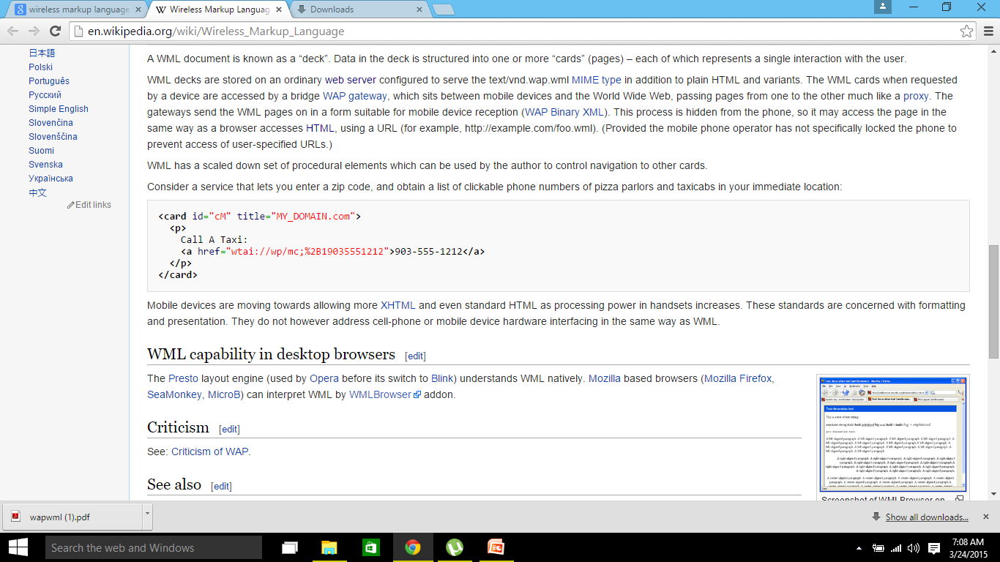 wireless markup language
Wireless Markup Languag
Downloads
en.wikipedia.org/wiki/Wireless_Markup_Language
日本語
Polski
Português
Русский
Simple English
Slovenčina
Slovenščina
Suomi
Svenska
Українська
中文
Edit links
A WML document is known as a “deck”. Data in the deck is structured into one or more “cards” (pages) – each of which represents a single interaction with the user.
WML decks are stored on an ordinary web server configured to serve the text/vnd.wap.wml MIME type in addition to plain HTML and variants. The WML cards when requested
by a device are accessed by a bridge WAP gateway, which sits between mobile devices and the World Wide Web, passing pages from one to the other much like a proxy. The
gateways send the WML pages on in a form suitable for mobile device reception (WAP Binary XML). This process is hidden from the phone, so it may access the page in the
same way as a browser accesses HTML, using a URL (for example, http://example.com/foo.wml). (Provided the mobile phone operator has not specifically locked the phone to
prevent access of user-specified URLs.)
WML has a scaled down set of procedural elements which can be used by the author to control navigation to other cards.
Consider a service that lets you enter a zip code, and obtain a list of clickable phone numbers of pizza parlors and taxicabs in your immediate location:
<card id="cM" title="MY_DOMAIN.com">
<p>
Call A Taxi:
<a href="wtai://wp/mc;%2B19035551212">903-555-1212</a>
</p>
</card>
Mobile devices are moving towards allowing more XHTML and even standard HTML as processing power in handsets increases. These standards are concerned with formatting
and presentation. They do not however address cell-phone or mobile device hardware interfacing in the same way as WML.
WML capability in desktop browsers [edit]
The Presto layout engine (used by Opera before its switch to Blink) understands WML natively. Mozilla based browsers (Mozilla Firefox,
SeaMonkey, MicroB) can interpret WML by WMLBrowser addon.
Criticism [edit]
See: Criticism of WAP.
See also [edit]
Screenshot of WMLBrowser on
wapwml (1).pdf
Show all downloads...
Search the web and Windows
7:08 AM
3/24/2015